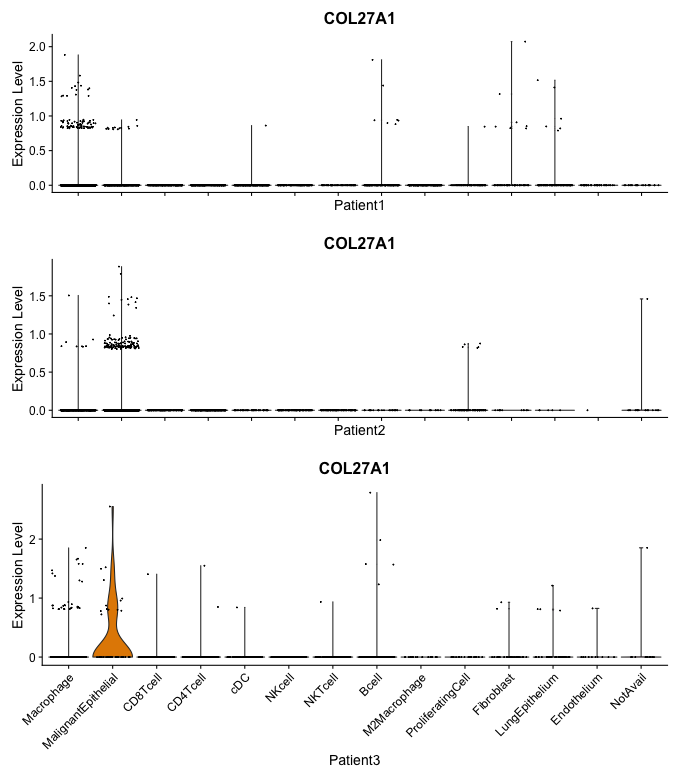 COL27A1
Expression Level
2.0
1.5
1.0
0.5
0.0
Patient1
COL27A1
Expression Level
1.5
1.0
0.5
0.0
Patient2
COL27A1
Expression Level
2
1
0
Macrophage
MalignantEpithelial
CD8Tcell
CD4Tcell
cDC
NKcell
NKTcell
Bcell
M2Macrophage
ProliferatingCell
Fibroblast
LungEpithelium
Endothelium
NotAvail
Patient3